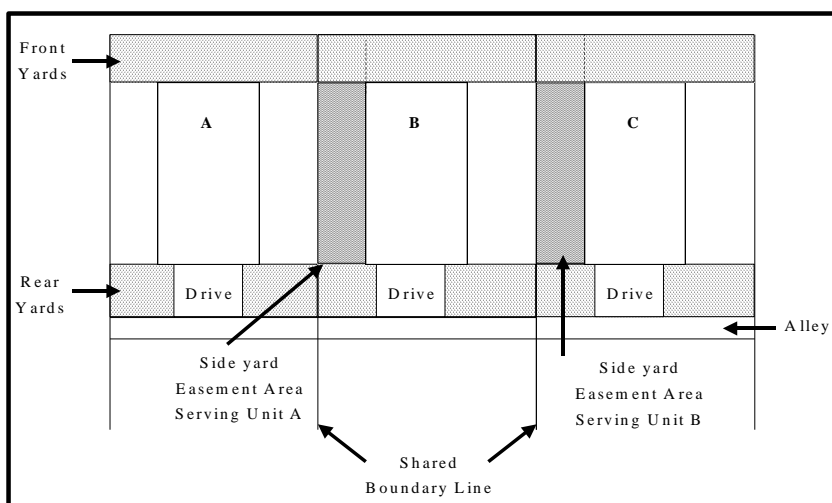 Front
Yards
A
B
C
Rear
Yards
Drive
Drive
Drive
Alley
Side yard
Easement Area
Serving Unit A
Side yard
Easement Area
Serving Unit B
Shared
Boundary Line